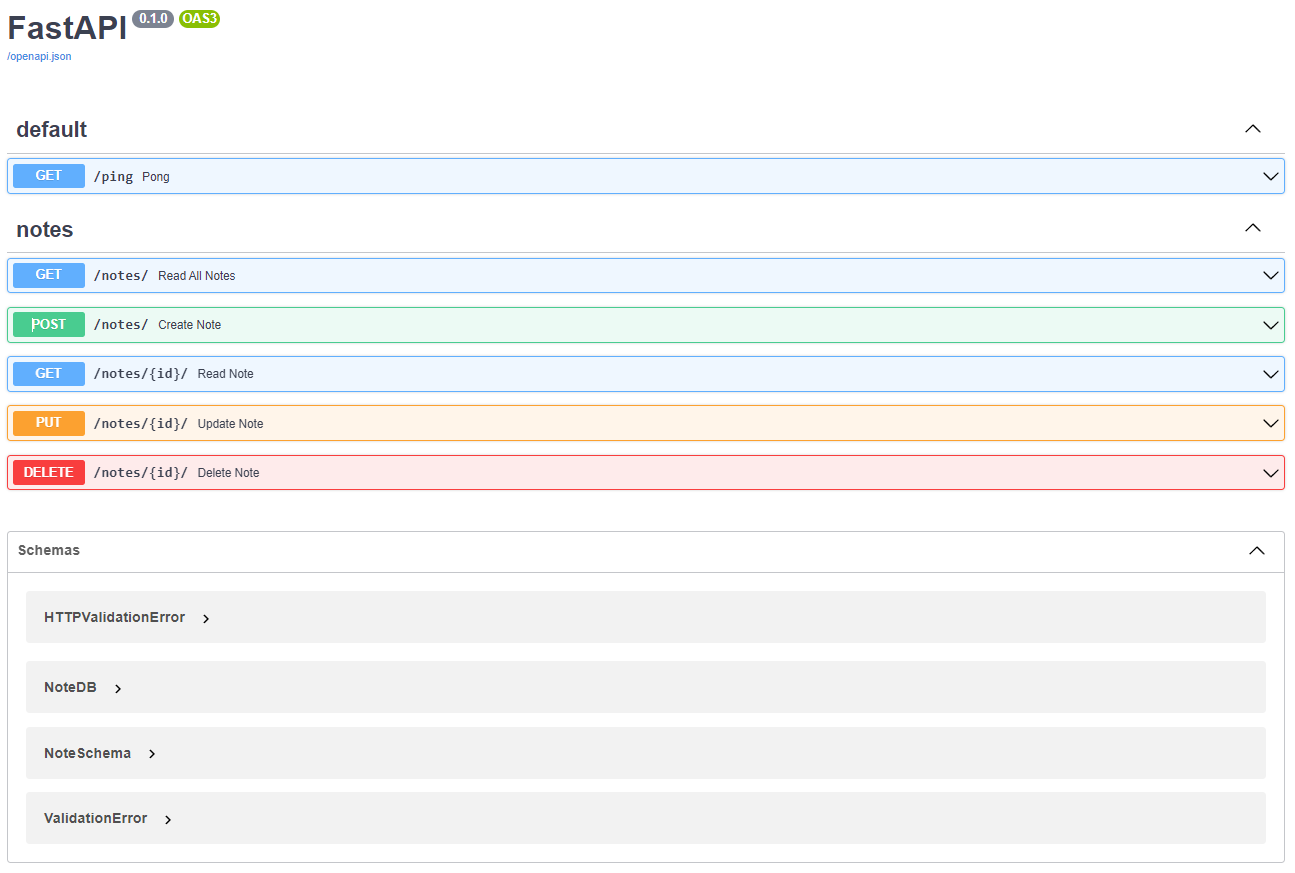 FastAPI 0.1.0 OAS3
/openapi.json
default
GET /ping Pong
notes
GET /notes/ Read All Notes
POST /notes/ Create Note
GET /notes/{id}/ Read Note
PUT /notes/{id}/ Update Note
DELETE /notes/{id}/ Delete Note
Schemas
HTTPValidationError
NoteDB
NoteSchema
ValidationError